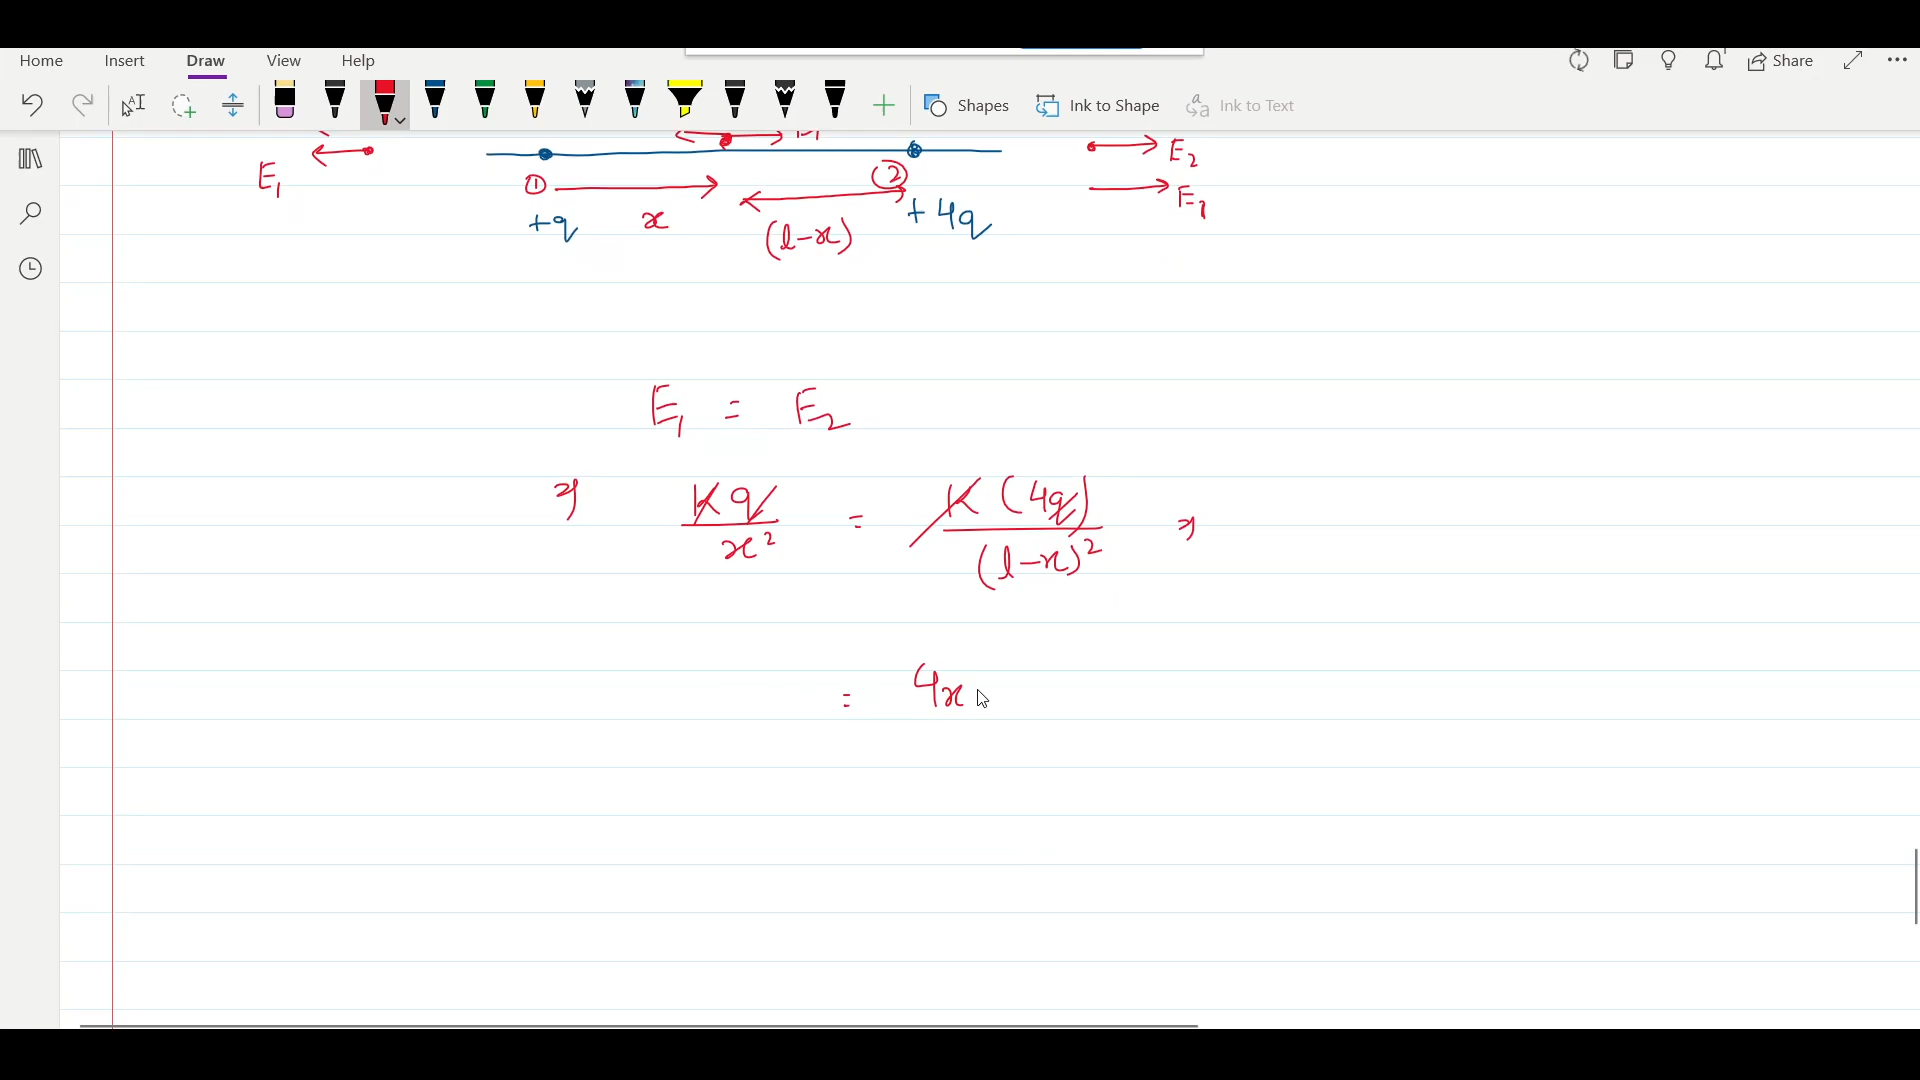 Home Insert Draw View Help Share
Shapes Ink to Shape Ink to Text
E₁ E₂
① ② E₁
+q x (l-x) +4q
E₁ = E₂
⇒ Kq/x² = K(4q)/(l-x)² ⇒
= 4x